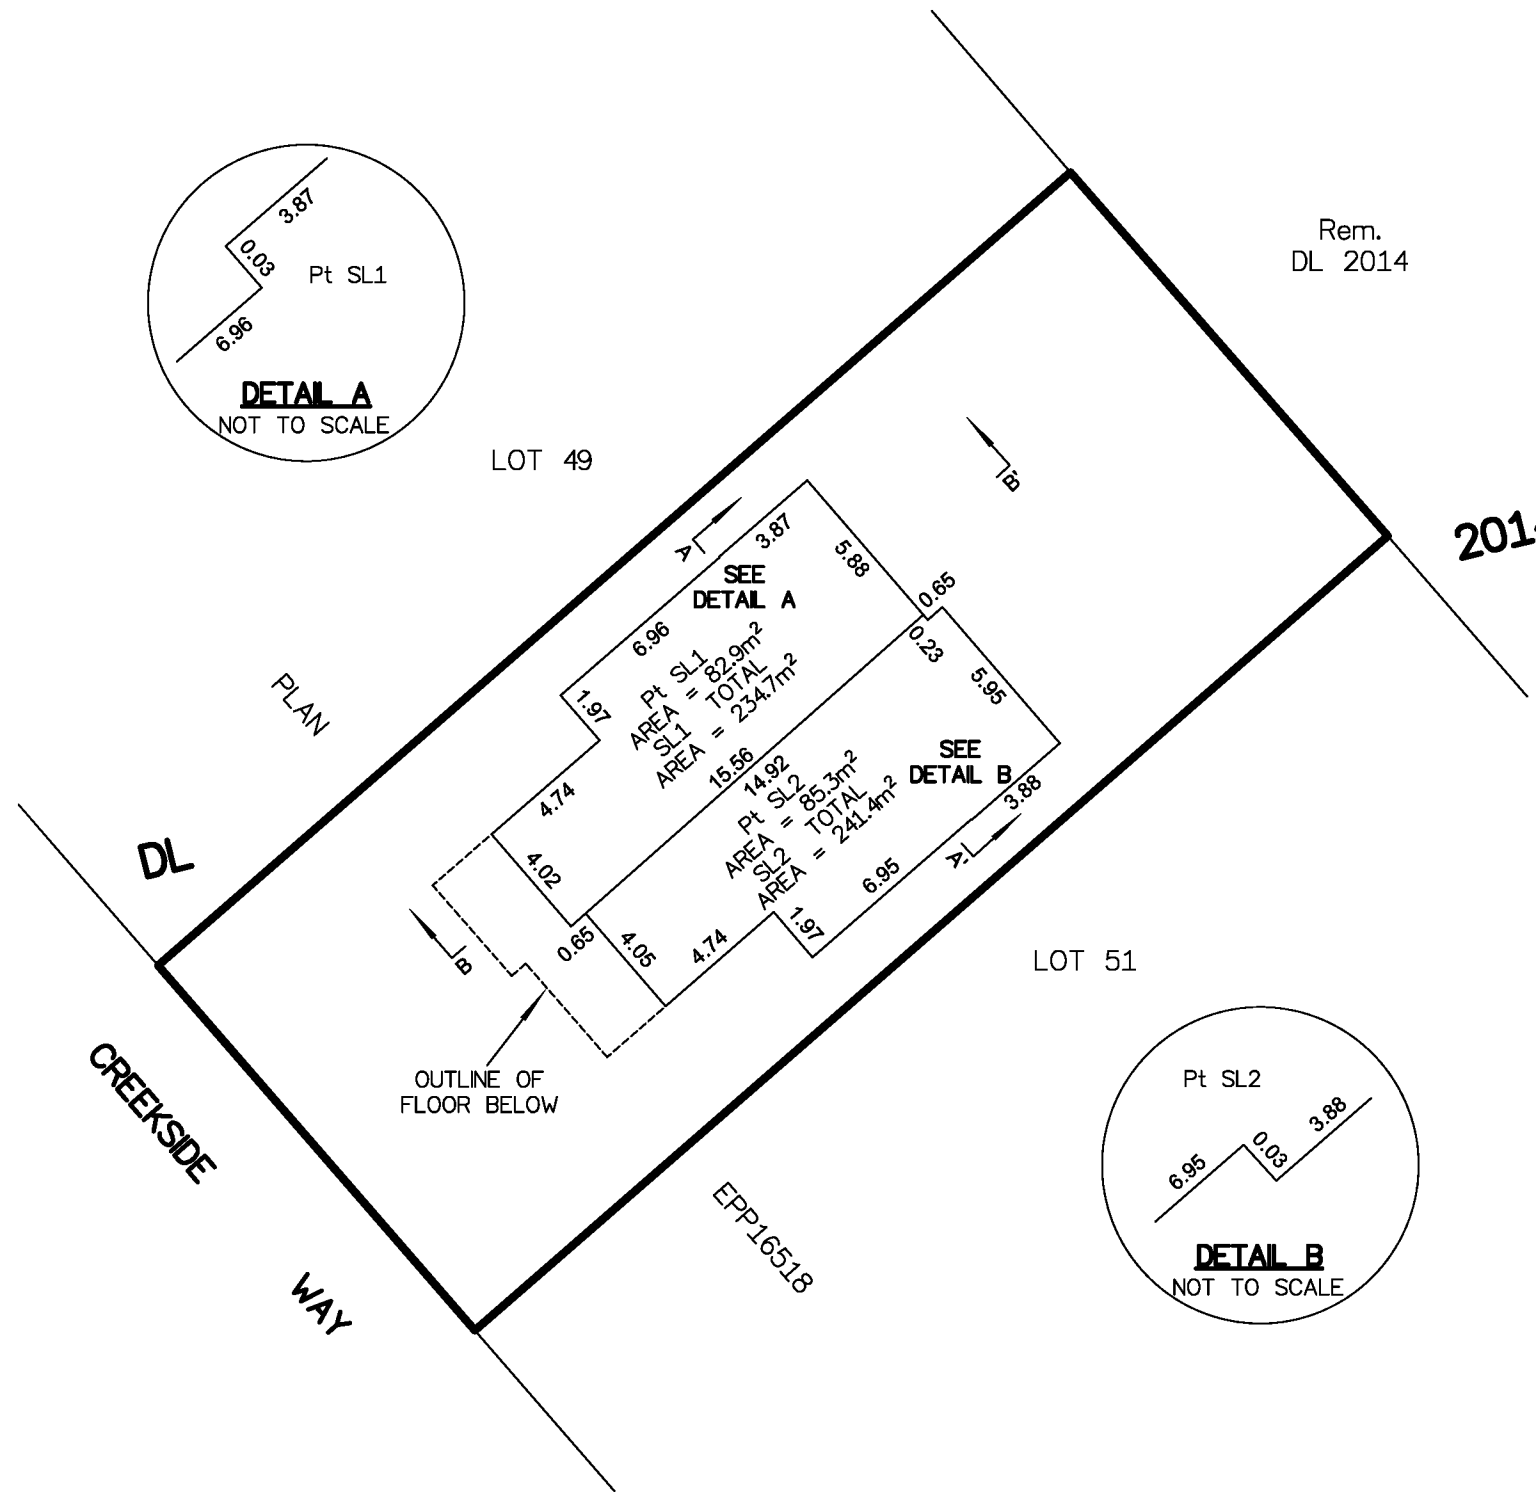 3.87
0.03
Pt SL1
6.96
DETAIL A
NOT TO SCALE
Rem.
DL 2014
LOT 49
B'
A
3.87
5.88
SEE
DETAIL A
0.65
6.96
0.23
1.97
Pt SL1
AREA = 82.9m²
SL1 TOTAL
AREA = 234.7m²
5.95
PLAN
15.56
14.92
SEE
DETAIL B
4.74
Pt SL2
AREA = 85.3m²
SL2 TOTAL
AREA = 241.4m²
3.88
DL
4.02
A'
6.95
0.65
4.05
4.74
1.97
B
LOT 51
OUTLINE OF
FLOOR BELOW
CREEKSIDE
WAY
EPP16518
Pt SL2
6.95
0.03
3.88
DETAIL B
NOT TO SCALE